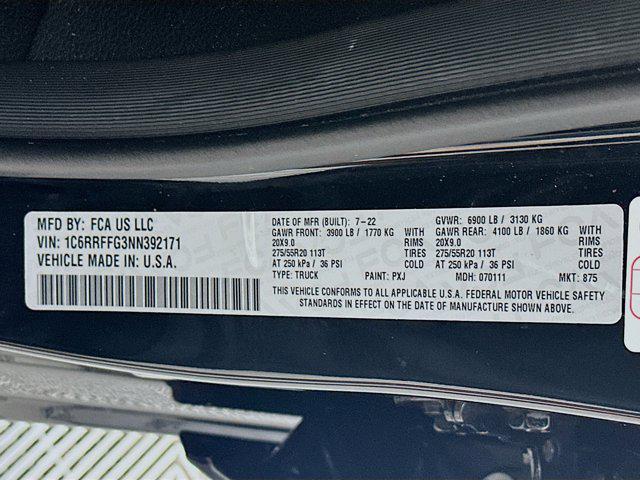 MFD BY: FCA US LLC
VIN: 1C6RRFFG3NN392171
VEHICLE MADE IN: U.S.A.
DATE OF MFR (BUILT): 7-22 GVWR: 6900 LB / 3130 KG
GAWR FRONT: 3900 LB / 1770 KG WITH GAWR REAR: 4100 LB / 1860 KG WITH
20X9.0 RIMS 20X9.0 RIMS
275/55R20 113T TIRES 275/55R20 113T TIRES
AT 250 kPa / 36 PSI COLD AT 250 kPa / 36 PSI COLD
TYPE: TRUCK PAINT: PXJ MDH: 070111 MKT: 875
THIS VEHICLE CONFORMS TO ALL APPLICABLE U.S.A. FEDERAL MOTOR VEHICLE SAFETY
STANDARDS IN EFFECT ON THE DATE OF MANUFACTURE SHOWN ABOVE.